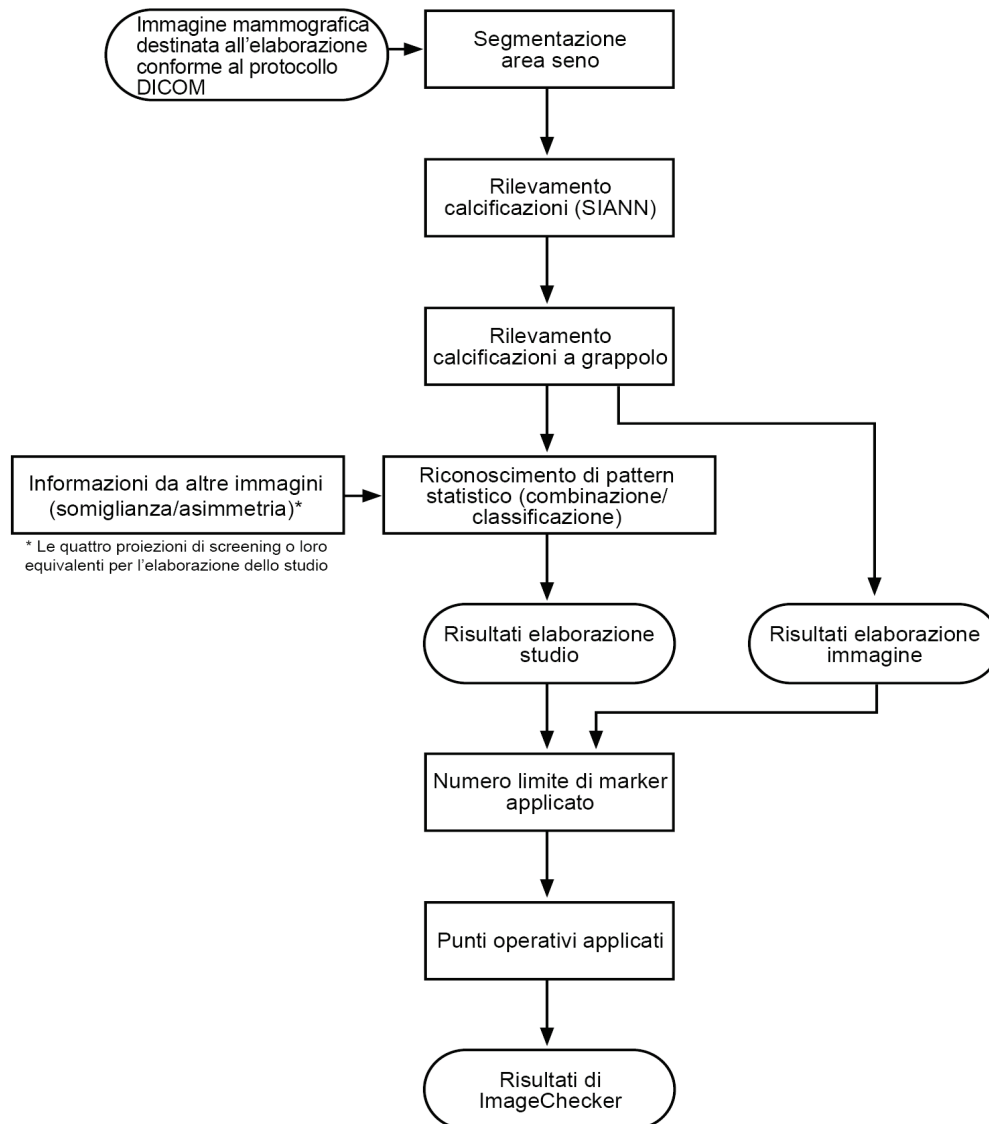 Immagine mammografica
destinata all'elaborazione
conforme al protocollo
DICOM
Segmentazione
area seno
Rilevamento
calcificazioni (SIANN)
Rilevamento
calcificazioni a grappolo
Informazioni da altre immagini
(somiglianza/asimmetria)*
* Le quattro proiezioni di screening o loro
equivalenti per l'elaborazione dello studio
Riconoscimento di pattern
statistico (combinazione/
classificazione)
Risultati elaborazione
studio
Risultati elaborazione
immagine
Numero limite di marker
applicato
Punti operativi applicati
Risultati di
ImageChecker